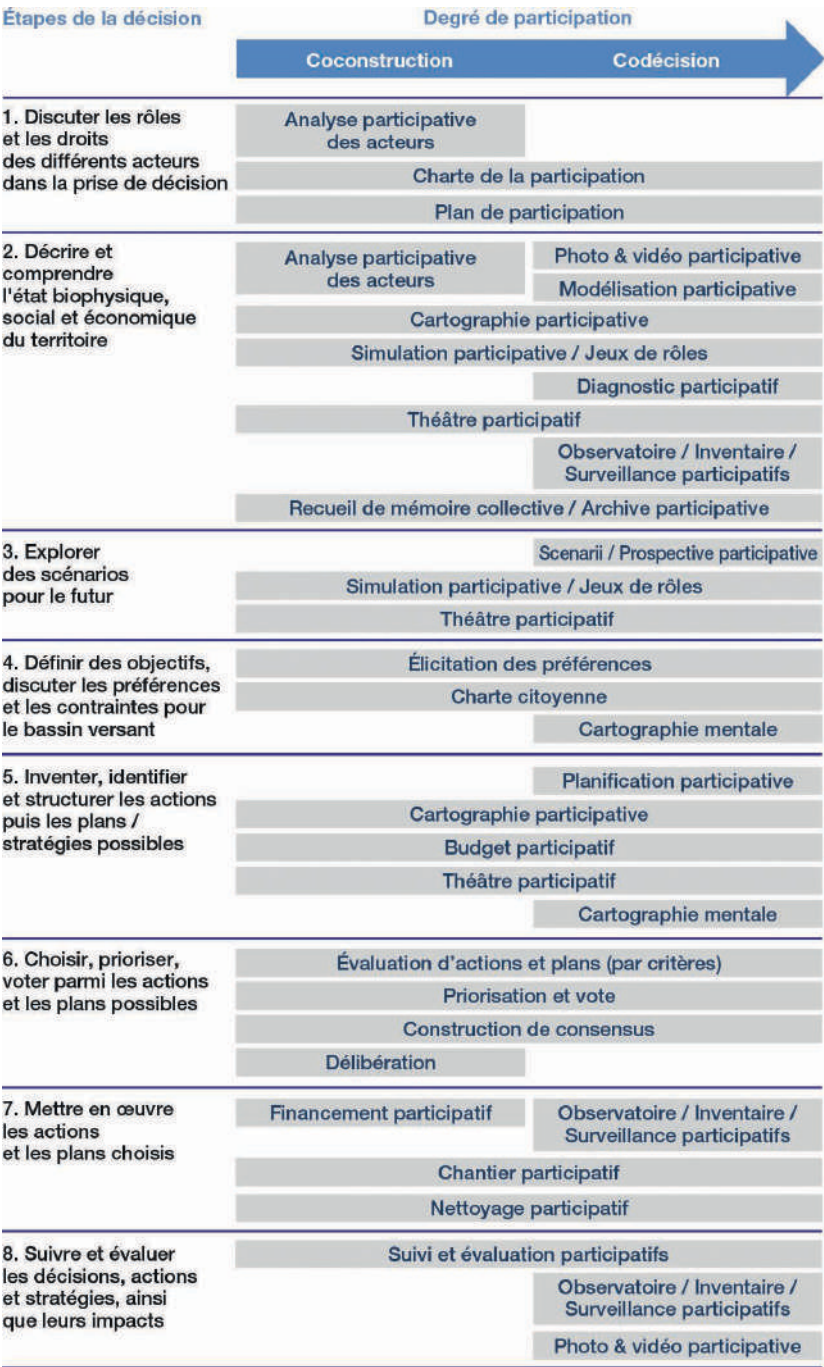 Étapes de la décision
Degré de participation
Coconstruction
Codécision
1. Discuter les rôles
et les droits
des différents acteurs
dans la prise de décision
Analyse participative
des acteurs
Charte de la participation
Plan de participation
2. Décrire et
comprendre
l'état biophysique,
social et économique
du territoire
Analyse participative
des acteurs
Photo & vidéo participative
Modélisation participative
Cartographie participative
Simulation participative / Jeux de rôles
Diagnostic participatif
Théâtre participatif
Observatoire / Inventaire /
Surveillance participatifs
Recueil de mémoire collective / Archive participative
3. Explorer
des scénarios
pour le futur
Scenarii / Prospective participative
Simulation participative / Jeux de rôles
Théâtre participatif
4. Définir des objectifs,
discuter les préférences
et les contraintes pour
le bassin versant
Élicitation des préférences
Charte citoyenne
Cartographie mentale
5. Inventer, identifier
et structurer les actions
puis les plans /
stratégies possibles
Planification participative
Cartographie participative
Budget participatif
Théâtre participatif
Cartographie mentale
6. Choisir, prioriser,
voter parmi les actions
et les plans possibles
Évaluation d'actions et plans (par critères)
Priorisation et vote
Construction de consensus
Délibération
7. Mettre en œuvre
les actions
et les plans choisis
Financement participatif
Observatoire / Inventaire /
Surveillance participatifs
Chantier participatif
Nettoyage participatif
8. Suivre et évaluer
les décisions, actions
et stratégies, ainsi
que leurs impacts
Suivi et évaluation participatifs
Observatoire / Inventaire /
Surveillance participatifs
Photo & vidéo participative